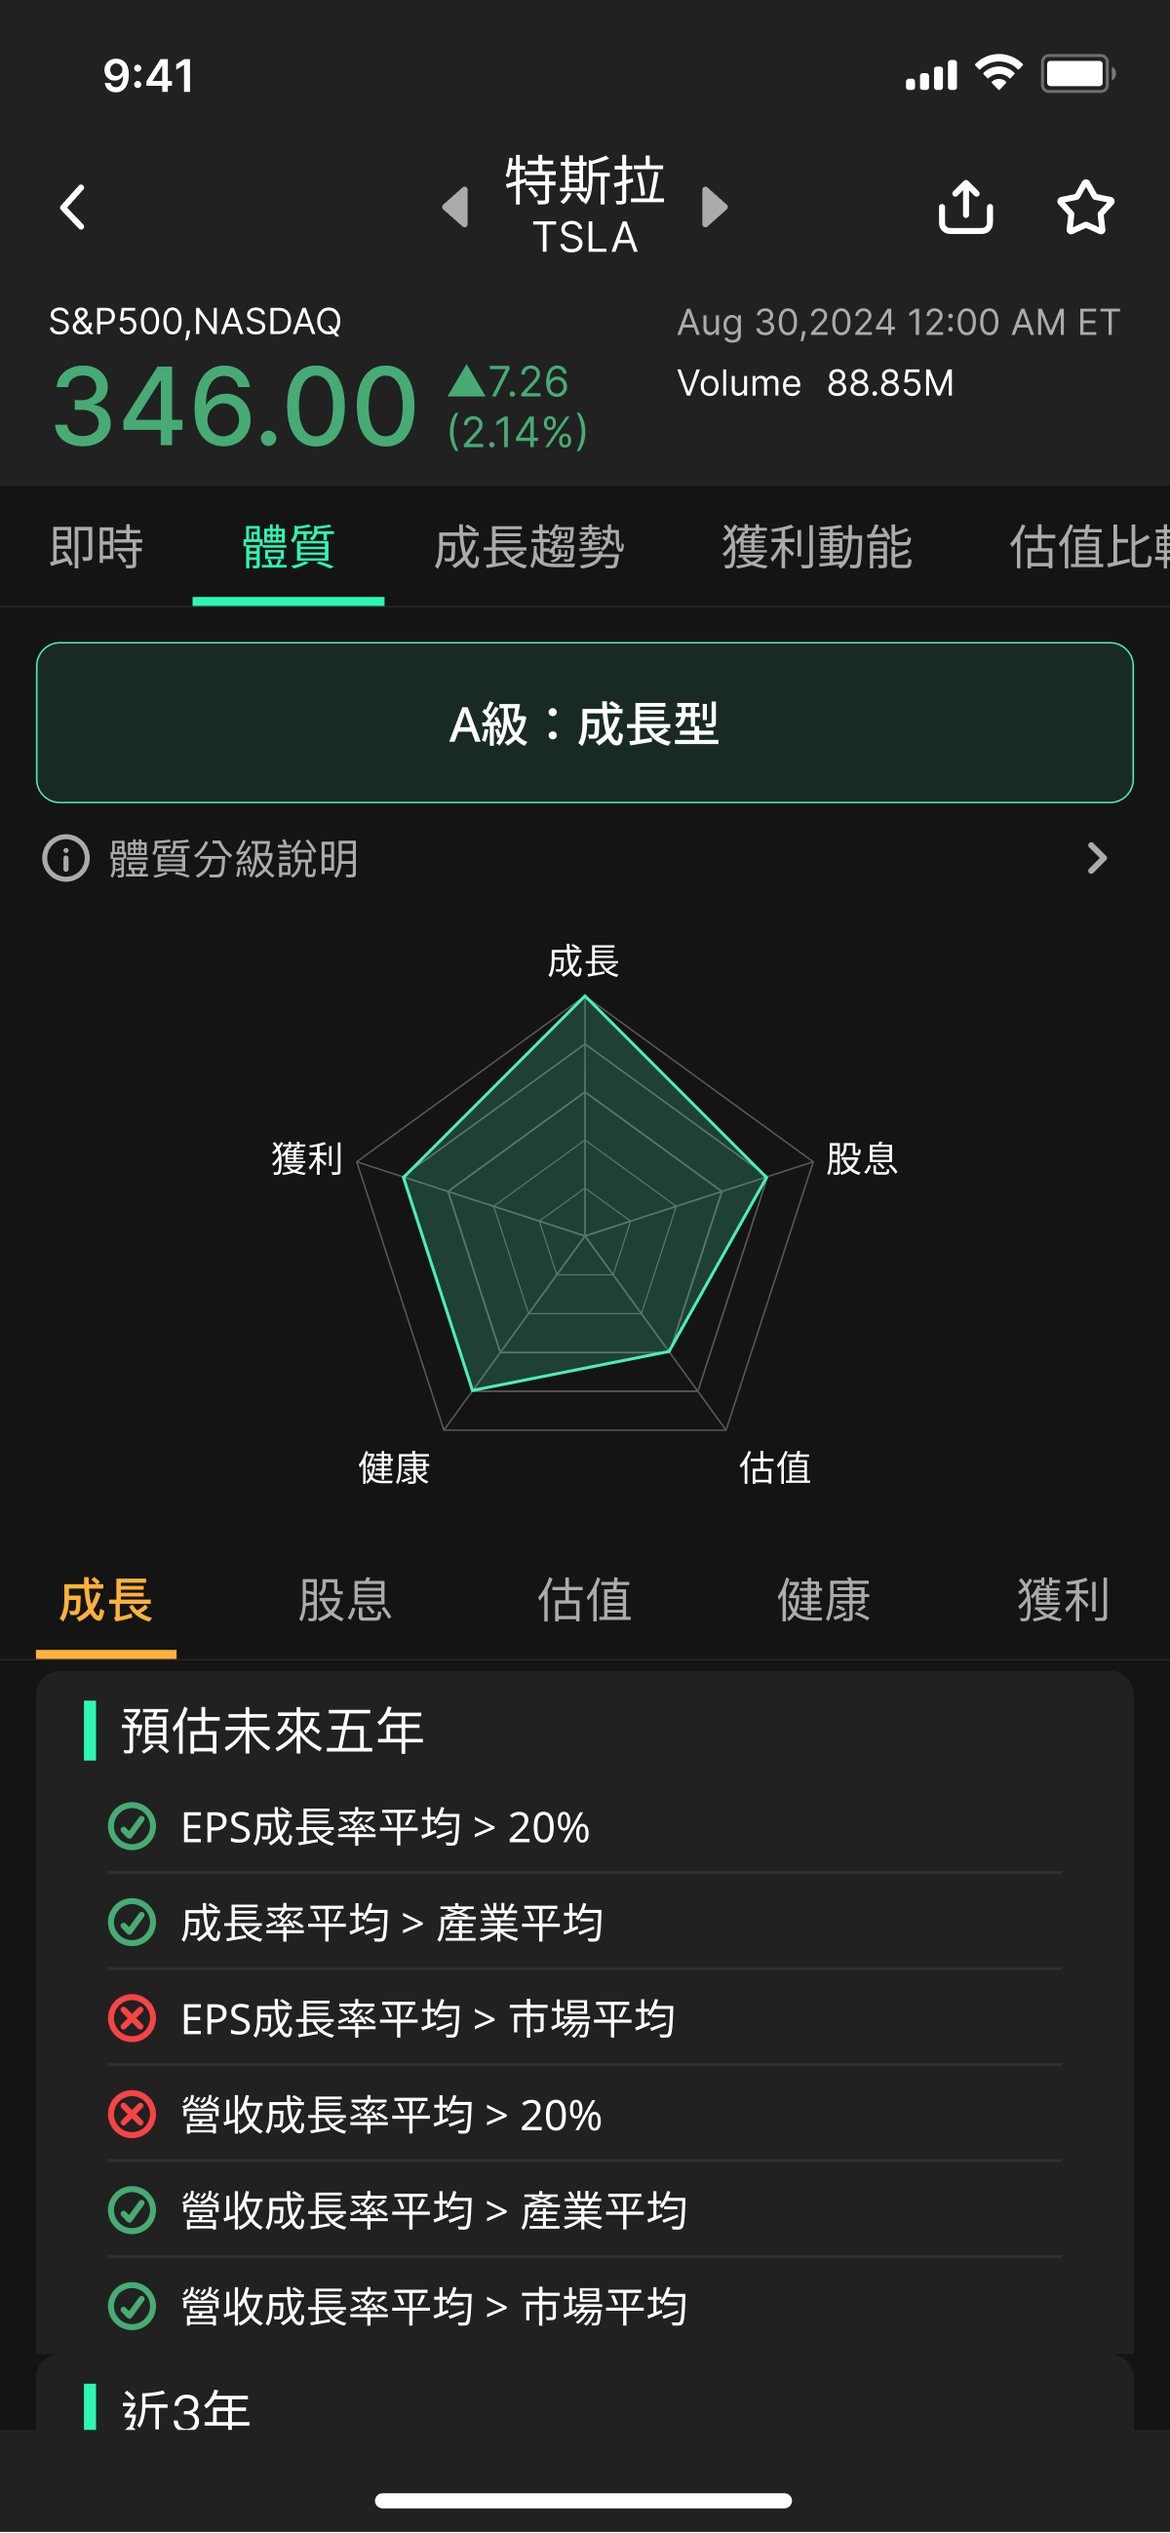 9:41
特斯拉
TSLA
S&P500,NASDAQ
Aug 30,2024 12:00 AM ET
346.00
▲7.26
(2.14%)
Volume 88.85M
即時 體質 成長趨勢 獲利動能 估值比
A級：成長型
體質分級說明
成長
獲利
股息
健康
估值
成長 股息 估值 健康 獲利
預估未來五年
EPS成長率平均 > 20%
成長率平均 > 產業平均
EPS成長率平均 > 市場平均
營收成長率平均 > 20%
營收成長率平均 > 產業平均
營收成長率平均 > 市場平均
近3年